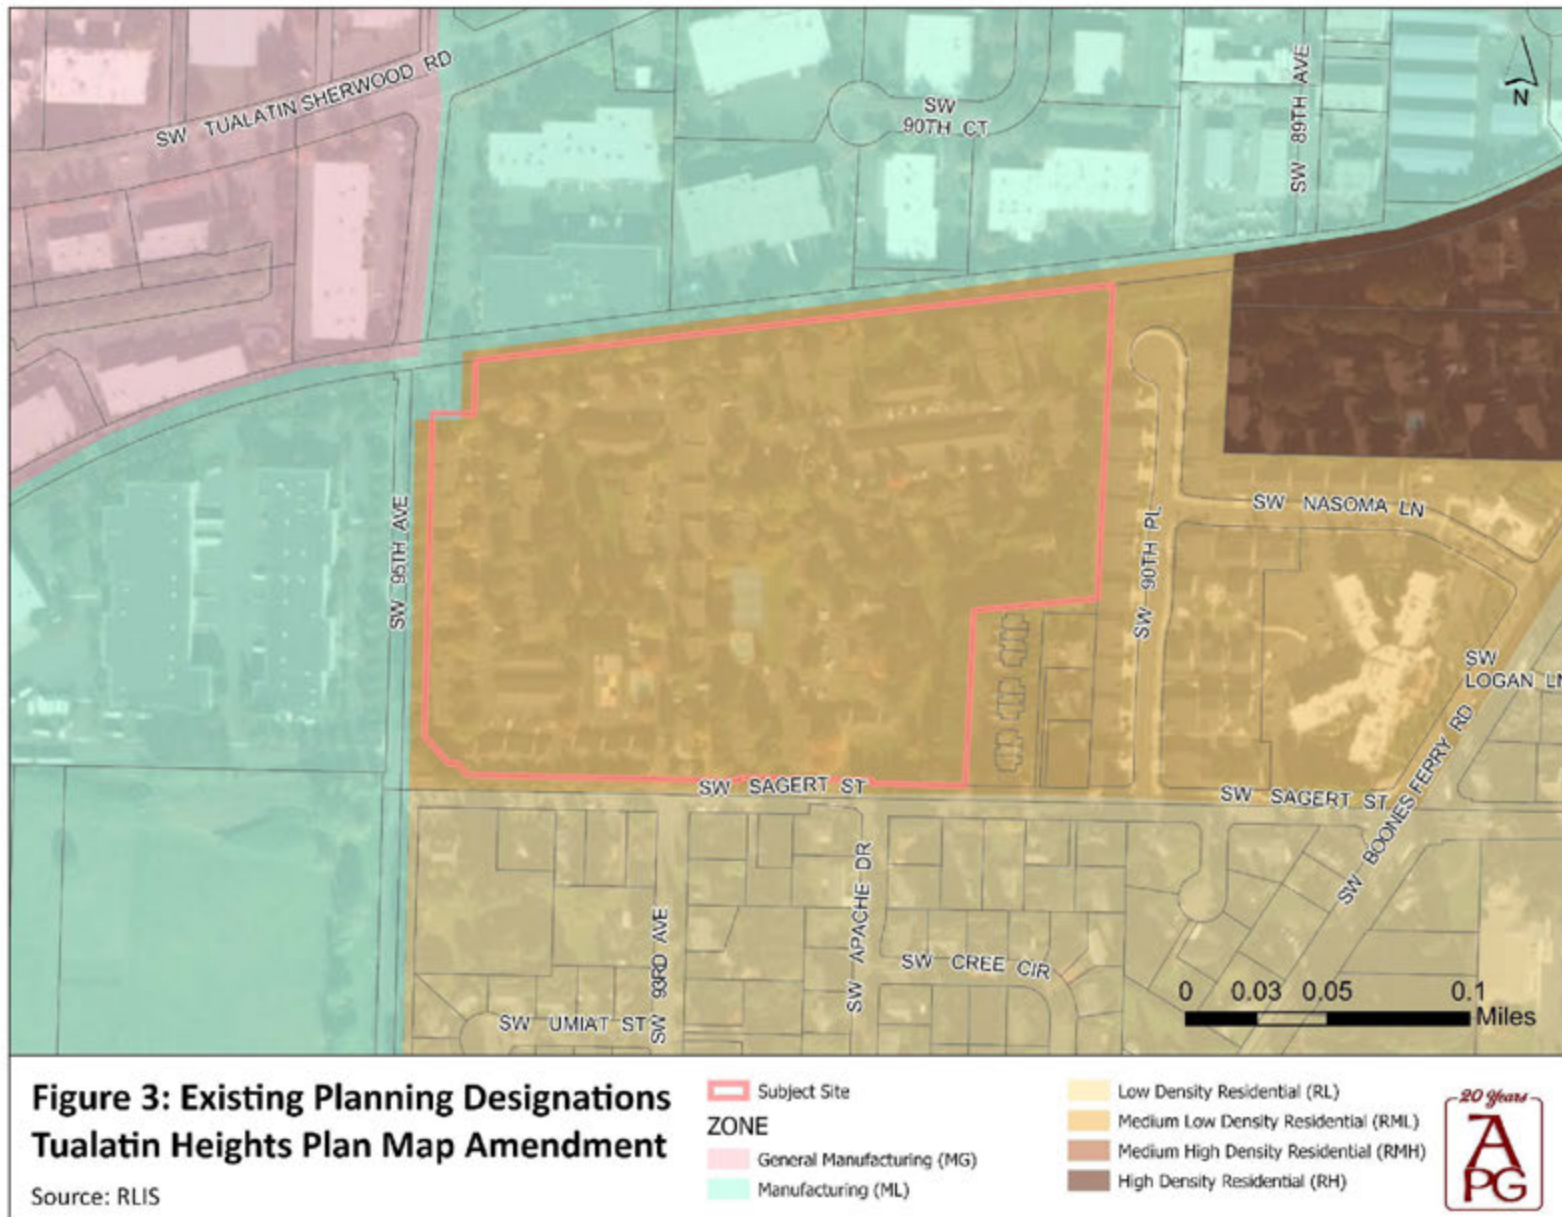 SW TUALATIN SHERWOOD RD
SW
90TH CT
SW 89TH AVE
N
SW 95TH AVE
SW 90TH PL
SW NASOMA LN
SW
LOGAN LN
SW BOONES FERRY RD
SW SAGERT ST
SW SAGERT ST
SW 93RD AVE
SW APACHE DR
SW CREE CIR
SW UMIAT ST
0 0.03 0.05 0.1
Miles
Figure 3: Existing Planning Designations
Tualatin Heights Plan Map Amendment
Source: RLIS
Subject Site
ZONE
General Manufacturing (MG)
Manufacturing (ML)
Low Density Residential (RL)
Medium Low Density Residential (RML)
Medium High Density Residential (RMH)
High Density Residential (RH)
20 Years
APG